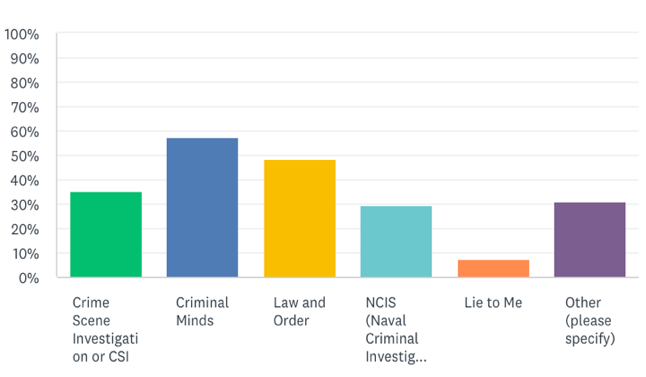 100%
90%
80%
70%
60%
50%
40%
30%
20%
10%
0%
Crime
Scene
Investigati
on or CSI
Criminal
Minds
Law and
Order
NCIS
(Naval
Criminal
Investig...
Lie to Me
Other
(please
specify)